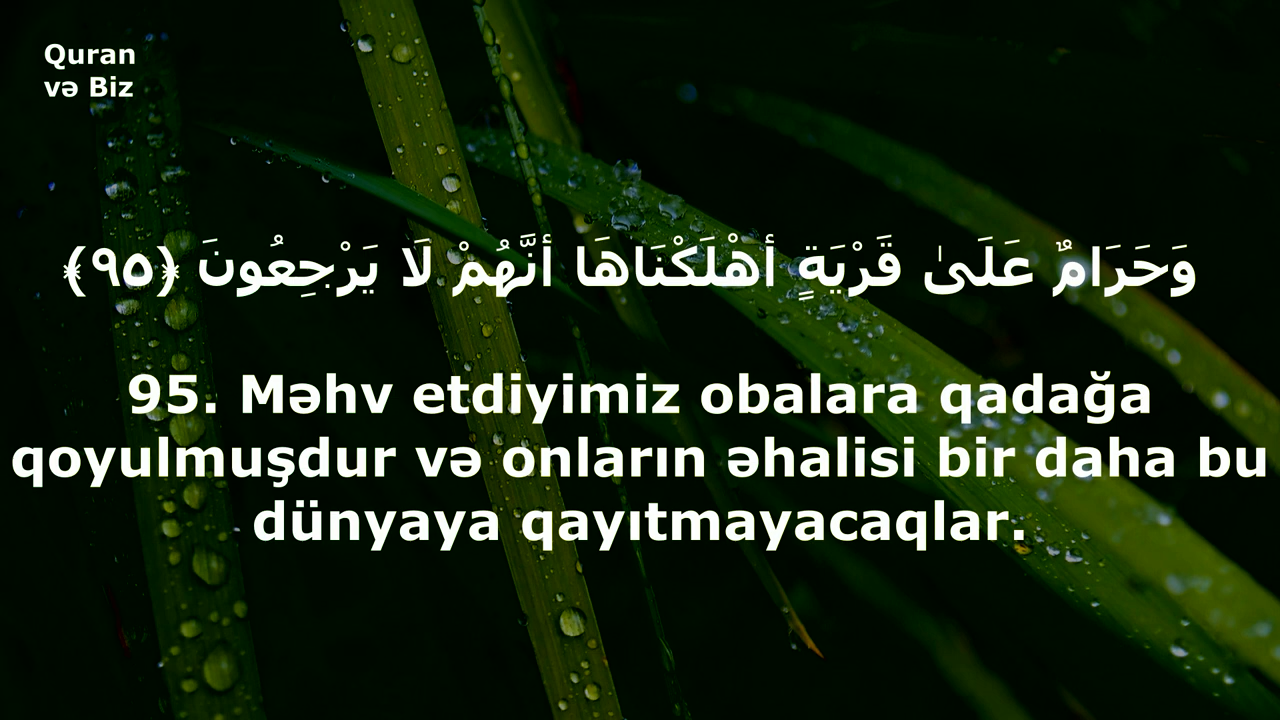 Quran
və Biz
وَحَرَامٌ عَلَىٰ قَرْيَةٍ أَهْلَكْنَاهَا أَنَّهُمْ لَا يَرْجِعُونَ ﴿٩٥﴾
95. Məhv etdiyimiz obalara qadağa
qoyulmuşdur və onların əhalisi bir daha bu
dünyaya qayıtmayacaqlar.